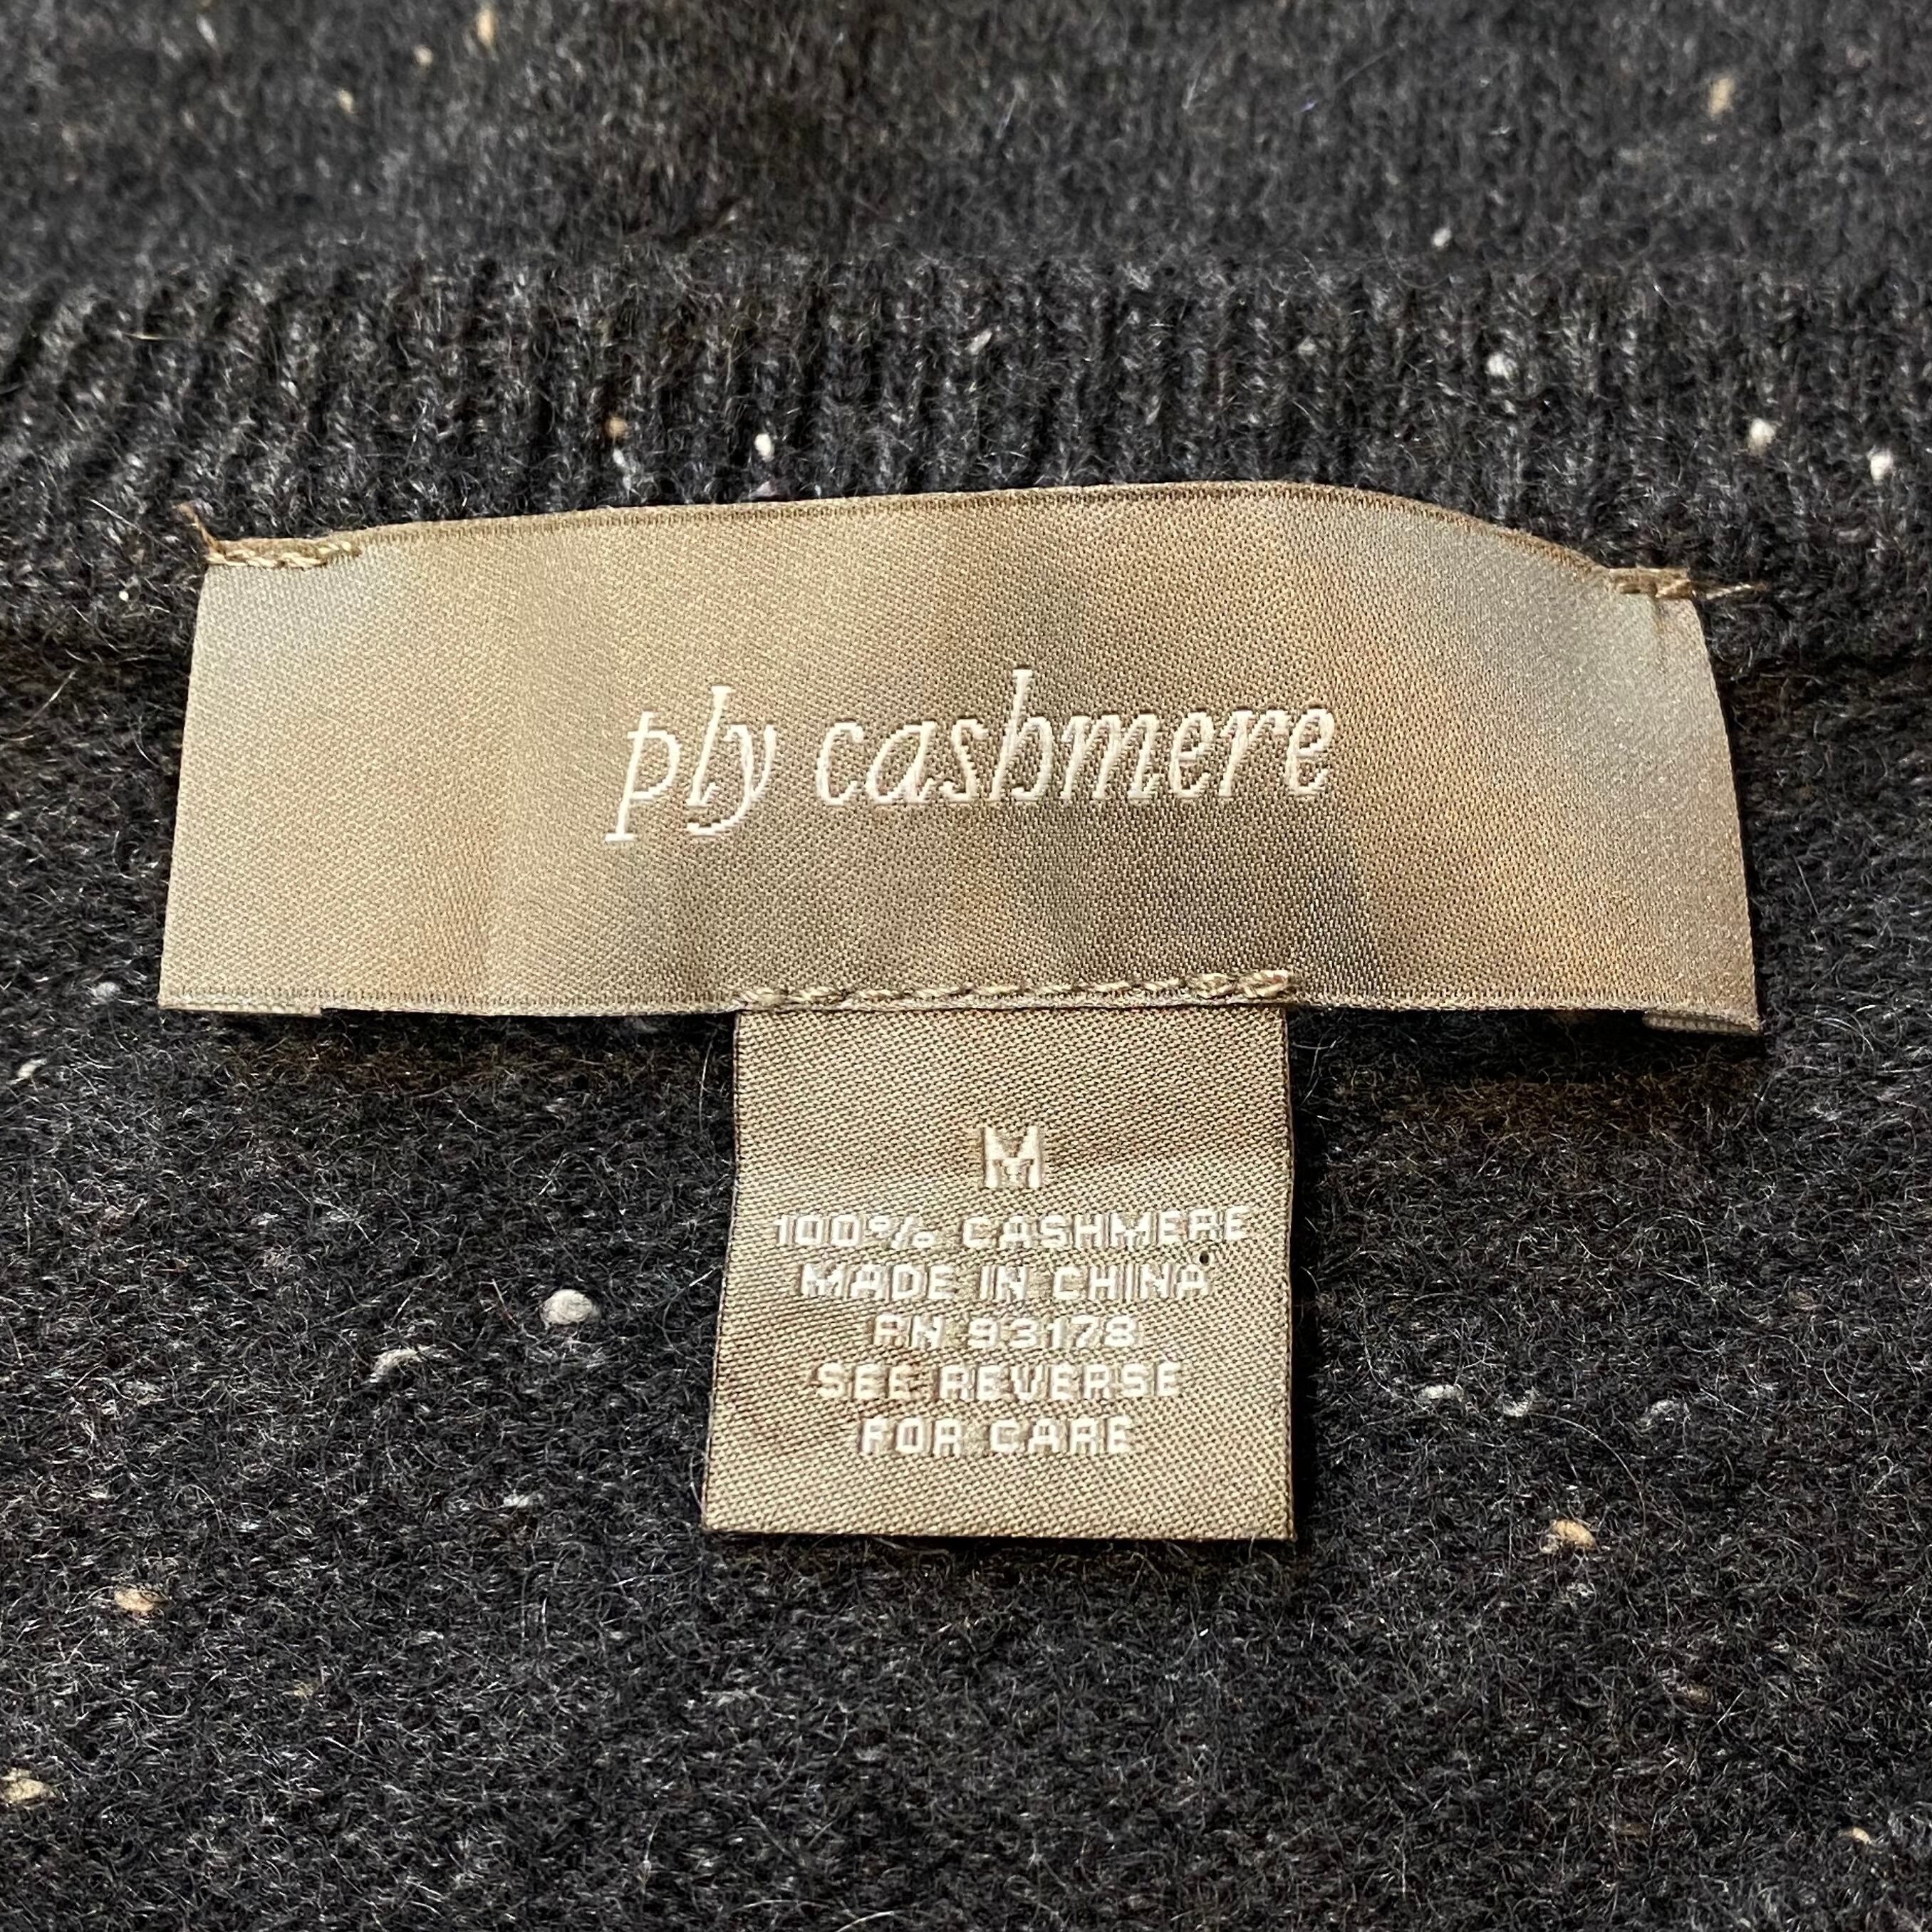 ply cashmere
M
100% CASHMERE
MADE IN CHINA
RN 93178
SEE REVERSE
FOR CARE